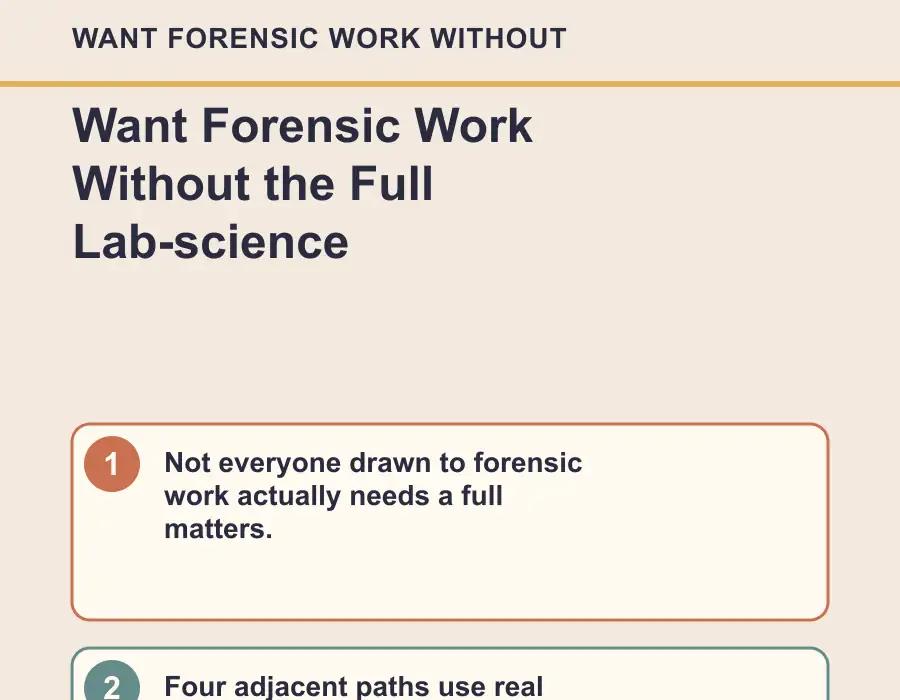 WANT FORENSIC WORK WITHOUT
Want Forensic Work
Without the Full
Lab-science
1
Not everyone drawn to forensic
work actually needs a full
matters.
2
Four adjacent paths use real